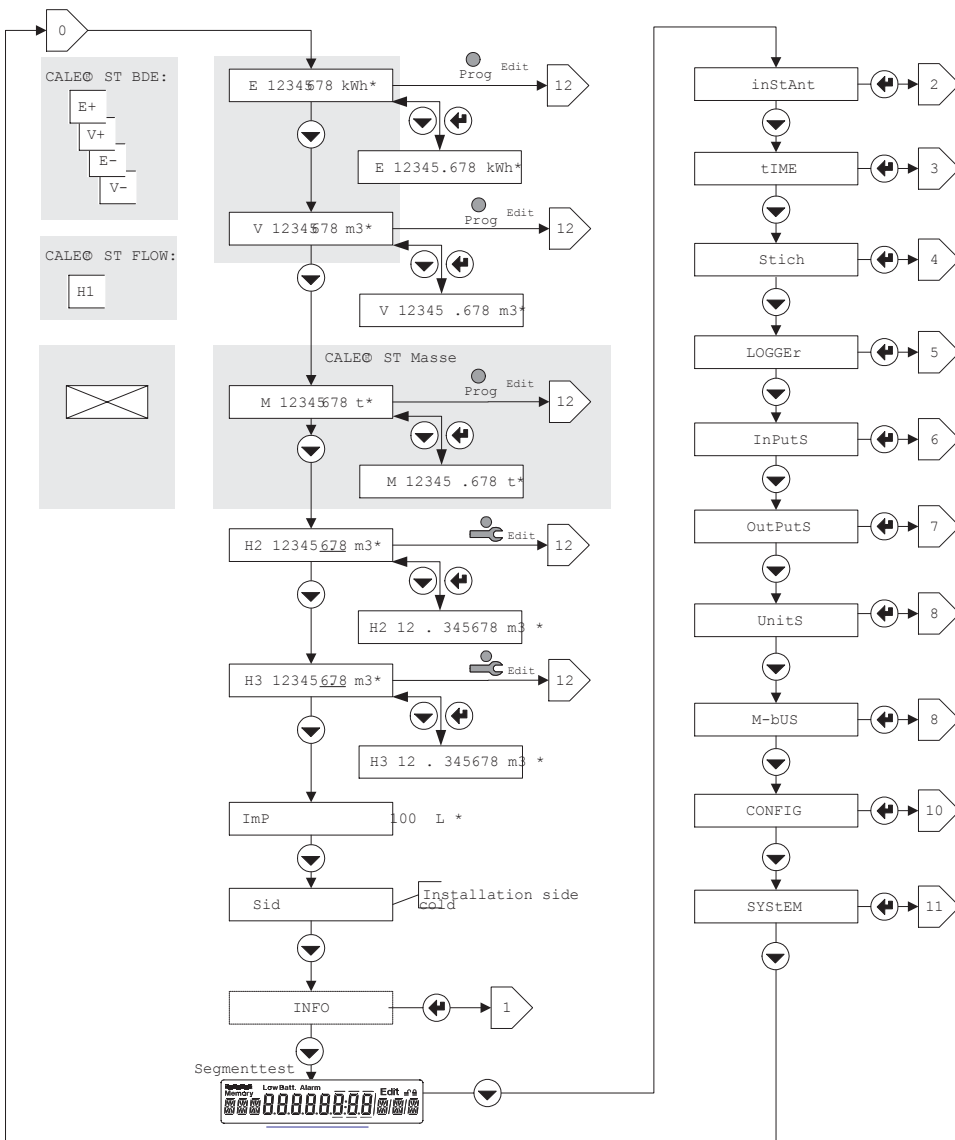 0
CALEC® ST BDE:
E+
V+
E-
V-
CALEC® ST FLOW:
H1
E 12345678 kWh*
Prog
Edit
12
E 12345.678 kWh*
V 12345678 m3*
Prog
Edit
12
V 12345 .678 m3*
CALEC® ST Masse
M 12345678 t*
Prog
Edit
12
M 12345 .678 t*
H2 12345678 m3*
Edit
12
H2 12 . 345678 m3 *
H3 12345678 m3*
Edit
12
H3 12 . 345678 m3 *
ImP 100 L *
Sid
Installation side
cold
INFO
1
Segmenttest
Memory
Low Batt. Alarm
Edit
inStAnt
2
tIME
3
Stich
4
LOGGEr
5
InPutS
6
OutPutS
7
UnitS
8
M-bUS
8
CONFIG
10
SYStEM
11